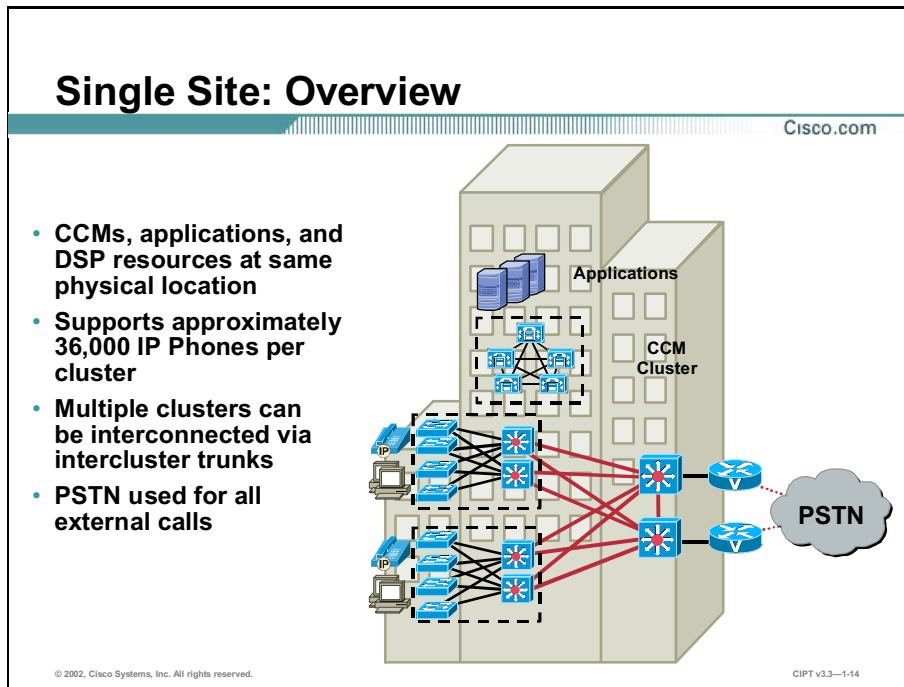 Single Site: Overview
Cisco.com
• CCMs, applications, and
DSP resources at same
physical location
• Supports approximately
36,000 IP Phones per
cluster
• Multiple clusters can
be interconnected via
intercluster trunks
• PSTN used for all
external calls
Applications
CCM
Cluster
IP
IP
V
V
PSTN
© 2002, Cisco Systems, Inc. All rights reserved.
CIPT v3.3—1-14